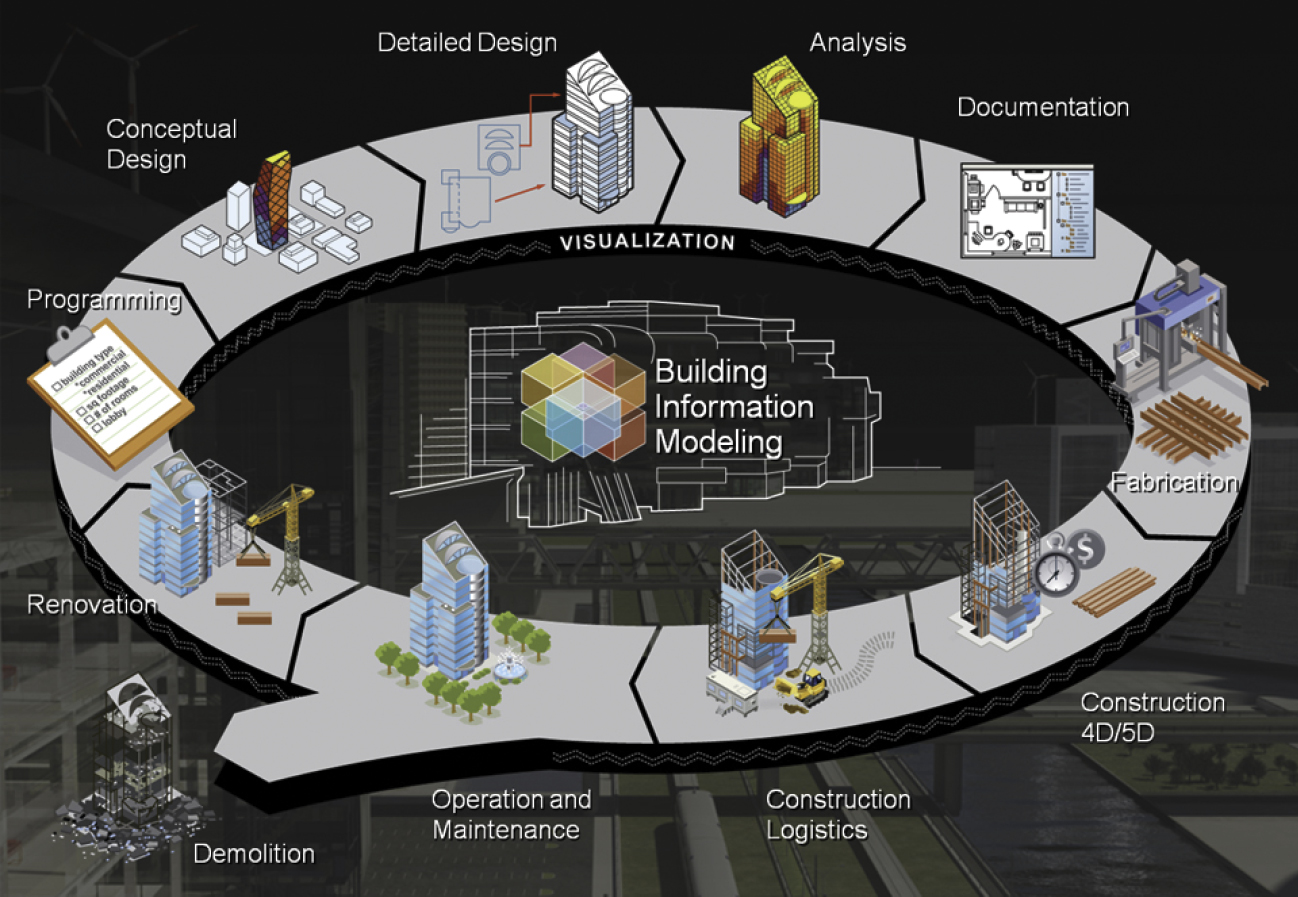 Detailed Design
Analysis
Documentation
Conceptual
Design
VISUALIZATION
Programming
building type
*commercial
*residential
sq footage
# of rooms
lobby
Building
Information
Modeling
Fabrication
$
Renovation
Construction
4D/5D
Operation and
Maintenance
Construction
Logistics
Demolition